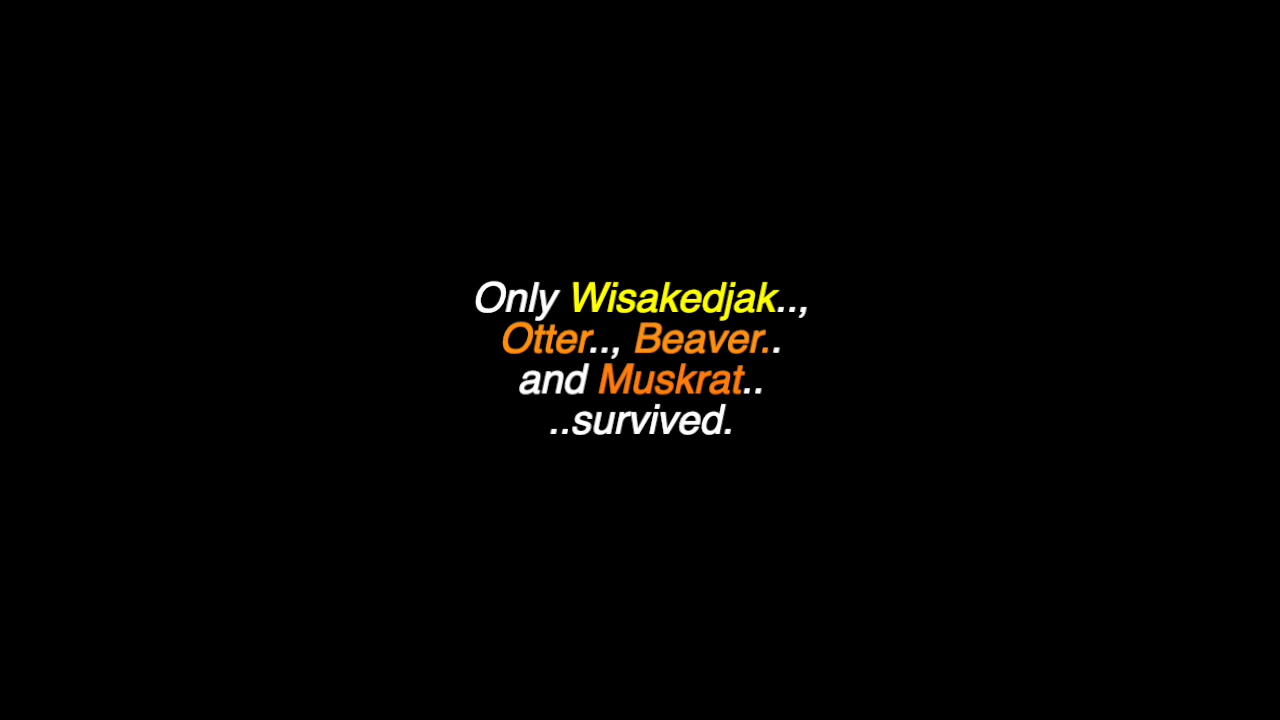 Only Wisakedjak..,
Otter.., Beaver..
and Muskrat..
..survived.